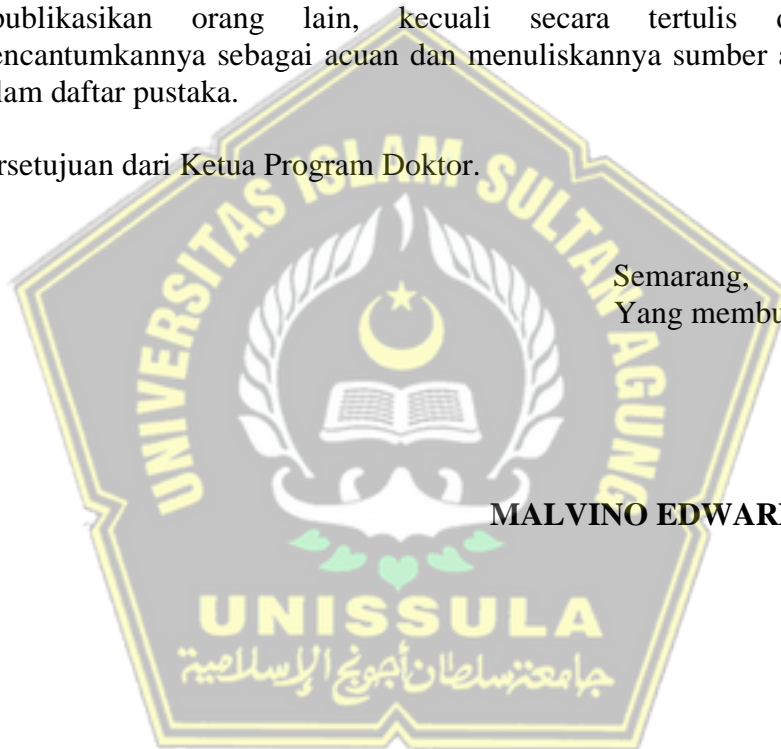 publikasikan orang lain, kecuali secara tertulis
encantumkannya sebagai acuan dan menuliskannya sumber
lam daftar pustaka.
rsetujuan dari Ketua Program Doktor.
UNIVERSITAS ISLAM SULTAN AGUNG
Semarang,
Yang membu
MALVINO EDWAR
UNISSULA
جامعة سلطان أجونج الإسلامية